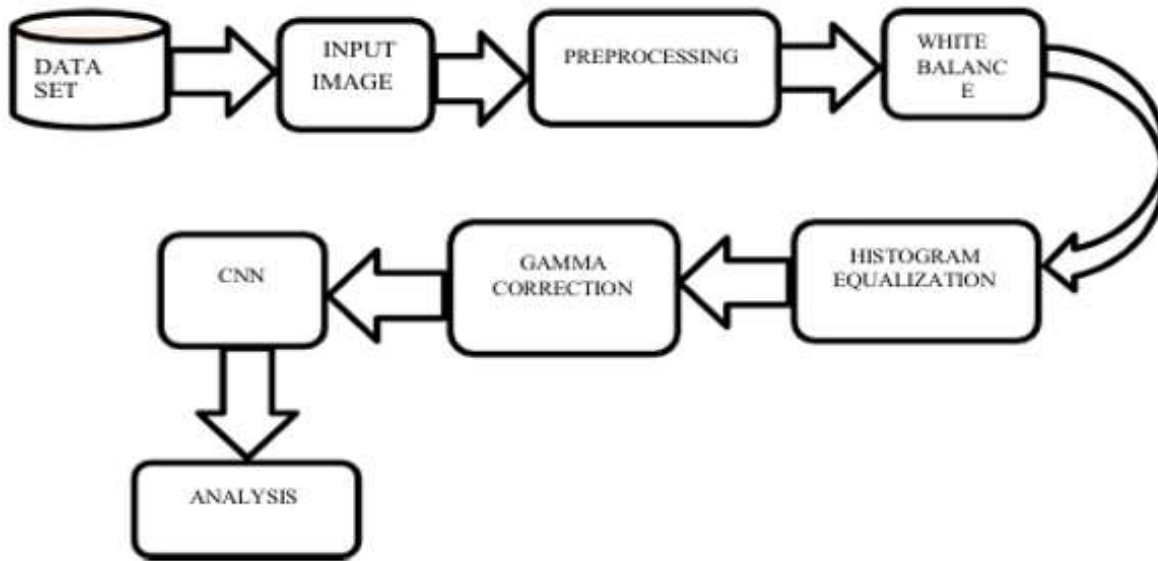 DATA
SET
INPUT
IMAGE
PREPROCESSING
WHITE
BALANC
E
HISTOGRAM
EQUALIZATION
GAMMA
CORRECTION
CNN
ANALYSIS